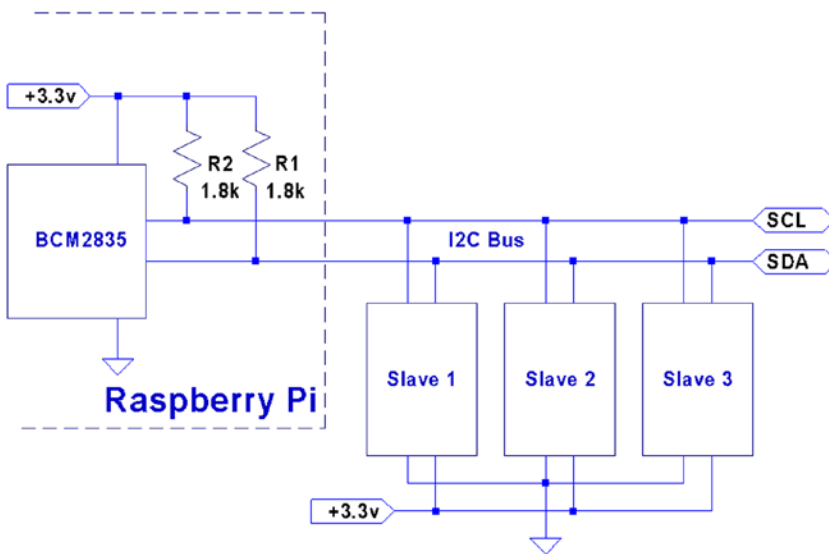 +3.3v
R2
1.8k
R1
1.8k
BCM2835
SCL
I2C Bus
SDA
Slave 1
Slave 2
Slave 3
Raspberry Pi
+3.3v